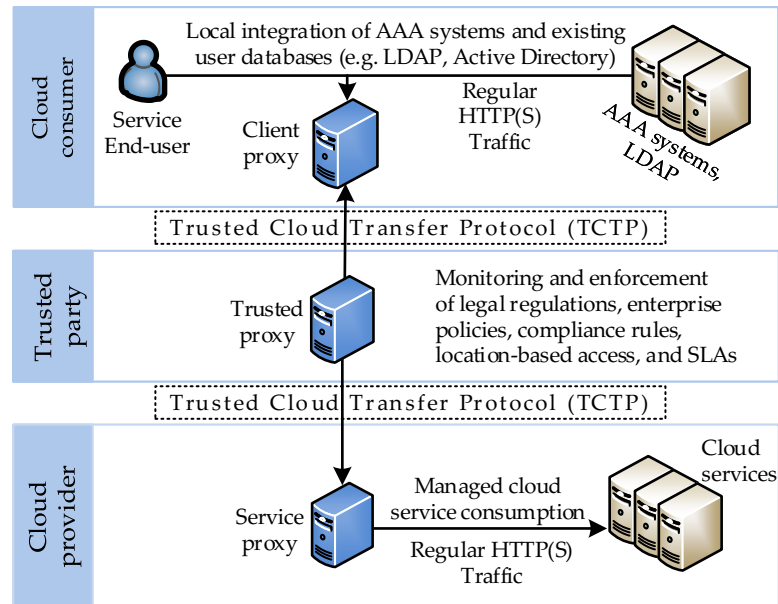 Cloud
consumer
Local integration of AAA systems and existing
user databases (e.g. LDAP, Active Directory)
Service
End-user
Client
proxy
Regular
HTTP(S)
Traffic
AAA systems,
LDAP
Trusted Cloud Transfer Protocol (TCTP)
Trusted
party
Trusted
proxy
Monitoring and enforcement
of legal regulations, enterprise
policies, compliance rules,
location-based access, and SLAs
Trusted Cloud Transfer Protocol (TCTP)
Cloud
provider
Service
proxy
Managed cloud
service consumption
Regular HTTP(S)
Traffic
Cloud
services